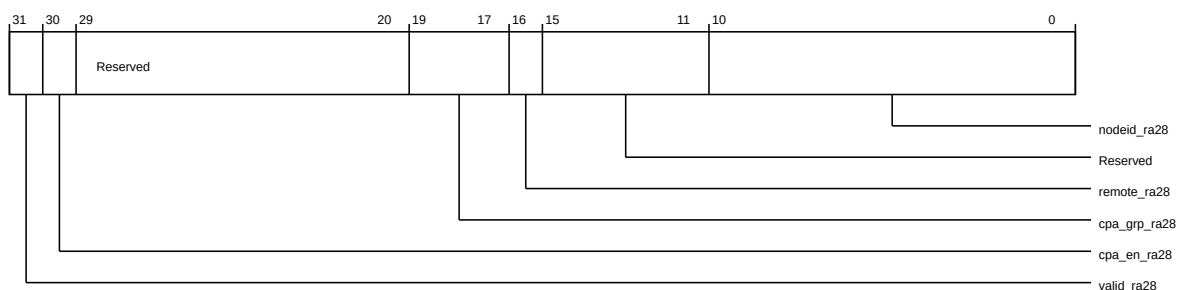 31 30 29 20 19 17 16 15 11 10 0
Reserved
nodeid_ra28
Reserved
remote_ra28
cpa_grp_ra28
cpa_en_ra28
valid_ra28